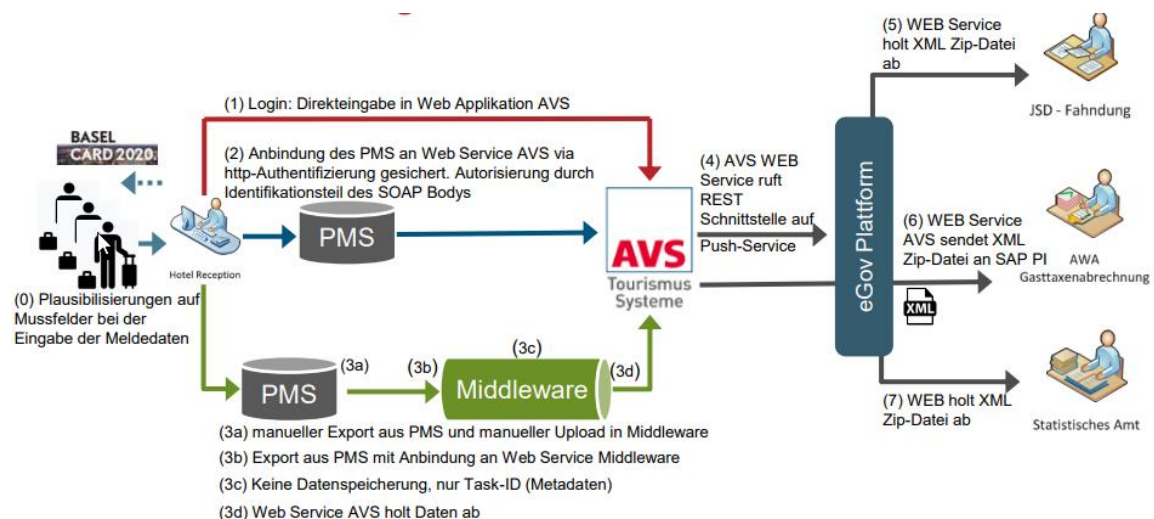 (5) WEB Service
holt XML Zip-Datei
ab
JSD - Fahndung
(1) Login: Direkteingabe in Web Applikation AVS
BASEL
CARD 2020
(2) Anbindung des PMS an Web Service AVS via
http-Authentifizierung gesichert. Autorisierung durch
Identifikationsteil des SOAP Bodys
PMS
Hotel Reception
(0) Plausibilisierungen auf
Mussfelder bei der
Eingabe der Meldedaten
AVS
Tourismus
Systeme
(4) AVS WEB
Service ruft
REST
Schnittstelle auf
Push-Service
eGov Plattform
(6) WEB Service
AVS sendet XML
Zip-Datei an SAP PI
XML
AWA
Gasttaxenabrechnung
PMS
(3a)
(3b)
(3c)
Middleware
(3d)
(7) WEB holt XML
Zip-Datei ab
Statistisches Amt
(3a) manueller Export aus PMS und manueller Upload in Middleware
(3b) Export aus PMS mit Anbindung an Web Service Middleware
(3c) Keine Datenspeicherung, nur Task-ID (Metadaten)
(3d) Web Service AVS holt Daten ab